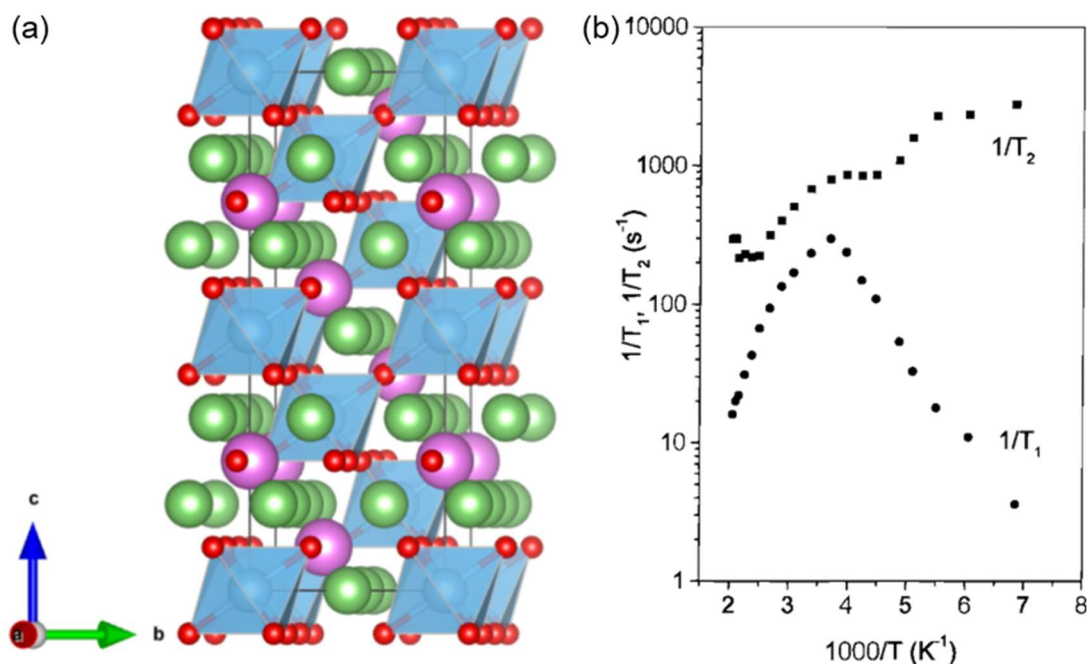 (a)
c
a
b
(b)
10000
1000
100
10
1
1/T₁, 1/T₂ (s⁻¹)
1/T₂
1/T₁
2 3 4 5 6 7 8
1000/T (K⁻¹)